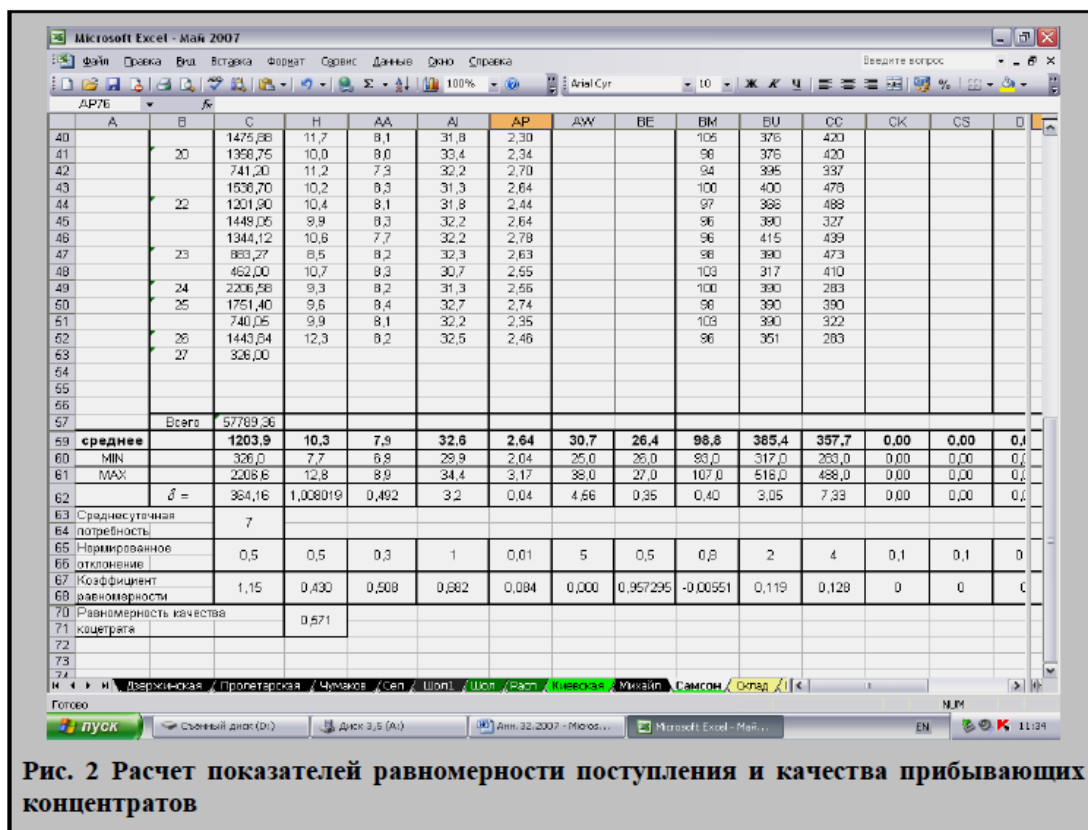 Microsoft Excel - Май 2007
Файл Правка Вид Вставка Формат Сервис Данные Окно Справка Введите вопрос
100% Arial Cyr 10 Ж К Ч %
AP76 fx
A B C H AA AI AP AW BE BM BU CC CK CS D
40 1475,88 11,7 8,1 31,8 2,30 105 376 420
41 20 1358,75 10,0 8,0 33,4 2,34 98 376 420
42 741,20 11,2 7,3 32,2 2,70 94 395 337
43 1538,70 10,2 8,3 31,3 2,64 100 400 478
44 22 1201,90 10,4 8,1 31,8 2,44 97 366 488
45 1449,05 9,9 8,3 32,2 2,64 96 390 327
46 1344,12 10,6 7,7 32,2 2,78 96 415 439
47 23 883,27 8,5 8,2 32,3 2,63 98 390 473
48 462,00 10,7 8,3 30,7 2,55 103 317 410
49 24 2206,58 9,3 8,2 31,3 2,56 100 390 283
50 25 1751,40 9,6 8,4 32,7 2,74 98 390 390
51 740,05 9,9 8,1 32,2 2,35 103 390 322
52 26 1443,84 12,3 8,2 32,5 2,46 96 351 283
53 27 326,00
54
55
56
57 Всего 57789,36
59 среднее 1203,9 10,3 7,9 32,6 2,64 30,7 26,4 98,8 385,4 357,7 0,00 0,00 0,
60 MIN 326,0 7,7 6,9 29,9 2,04 25,0 26,0 93,0 317,0 283,0 0,00 0,00 0,
61 MAX 2206,6 12,8 8,9 34,4 3,17 38,0 27,0 107,0 516,0 488,0 0,00 0,00 0,
62 δ = 364,16 1,008019 0,492 3,2 0,04 4,56 0,35 0,40 3,05 7,33 0,00 0,00 0,
63 Среднесуточная
64 потребность 7
65 Нормированное
66 отклонение 0,5 0,5 0,3 1 0,01 5 0,5 0,8 2 4 0,1 0,1 0
67 Коэффициент
68 равномерности 1,15 0,430 0,508 0,682 0,084 0,000 0,957295 -0,00551 0,119 0,128 0 0
70 Равномерность качества
71 коцетрата 0,571
72
73
74
Дзержинская Пролетарская Чумаков Сел Шол1 Шол Расп Киевская Михайл Самсон Склад
Готово NUM
пуск Съемный диск (D:) Диск 3,5 (A:) Анн. 32.2007 - Micros... Microsoft Excel - Май... EN 11:34
Рис. 2 Расчет показателей равномерности поступления и качества прибывающих
концентратов